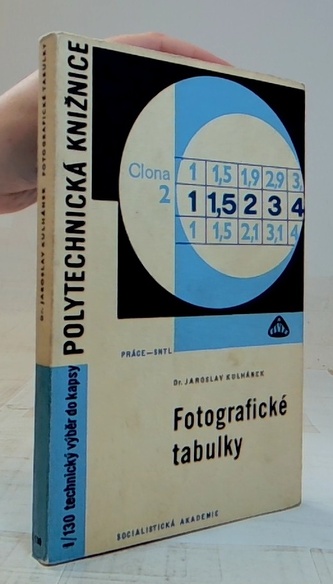 Dr. JAROSLAV KULHÁNEK FOTOGRAFICKÉ TABULKY
POLYTECHNICKÁ KNIŽNICE
1/130 technický výběr do kapsy
Clona
2
1 1,5 1,9 2,9 3,
1 1,5 2 3 4
1 1,5 2,1 3,1 4
PRÁCE—SNTL
Dr. JAROSLAV KULHÁNEK
Fotografické
tabulky
SOCIALISTICKÁ AKADEMIE